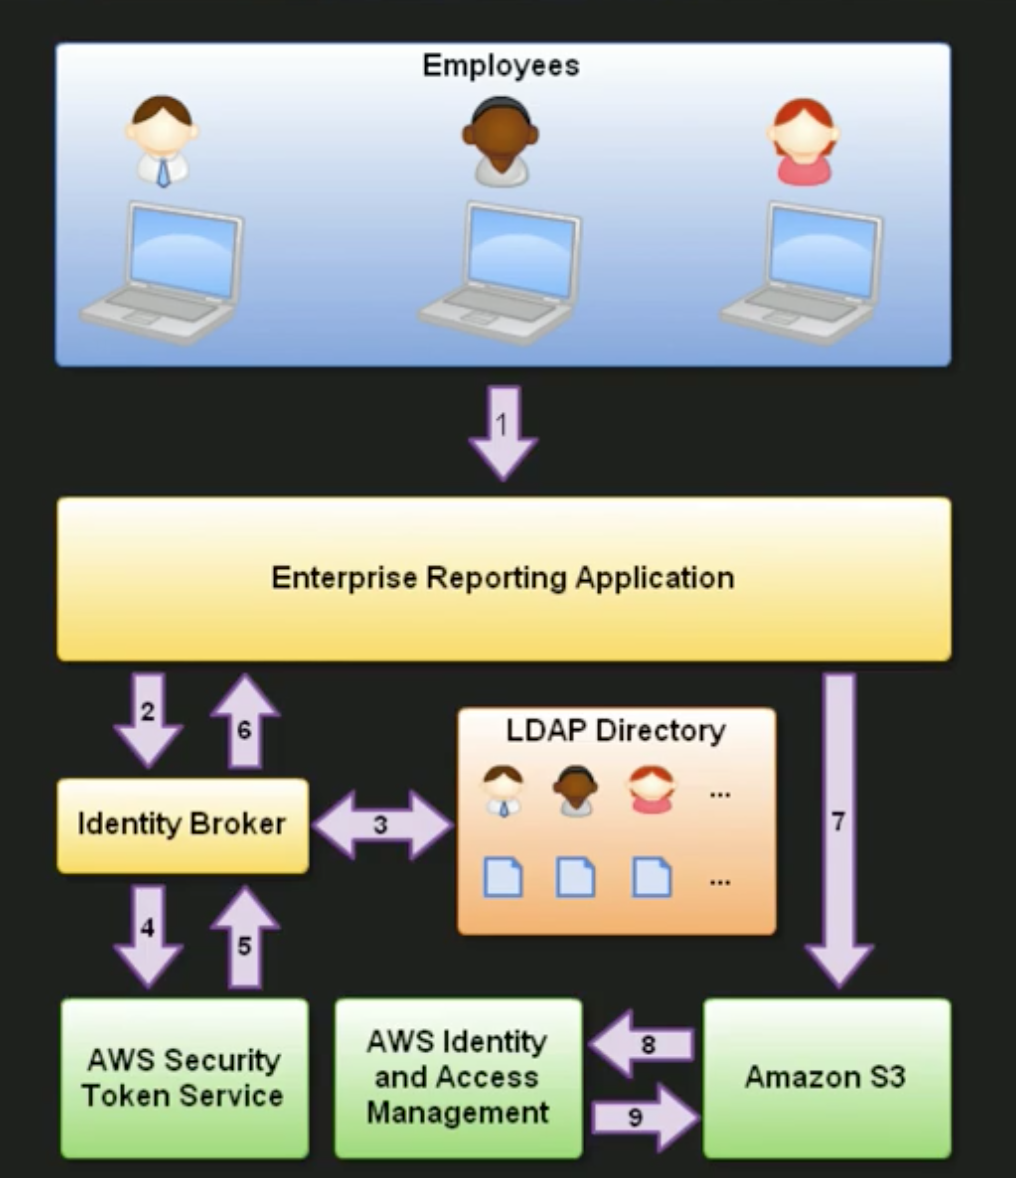 Employees
1
Enterprise Reporting Application
2
6
LDAP Directory
...
Identity Broker
3
7
...
4
5
AWS Security
Token Service
AWS Identity
and Access
Management
8
9
Amazon S3